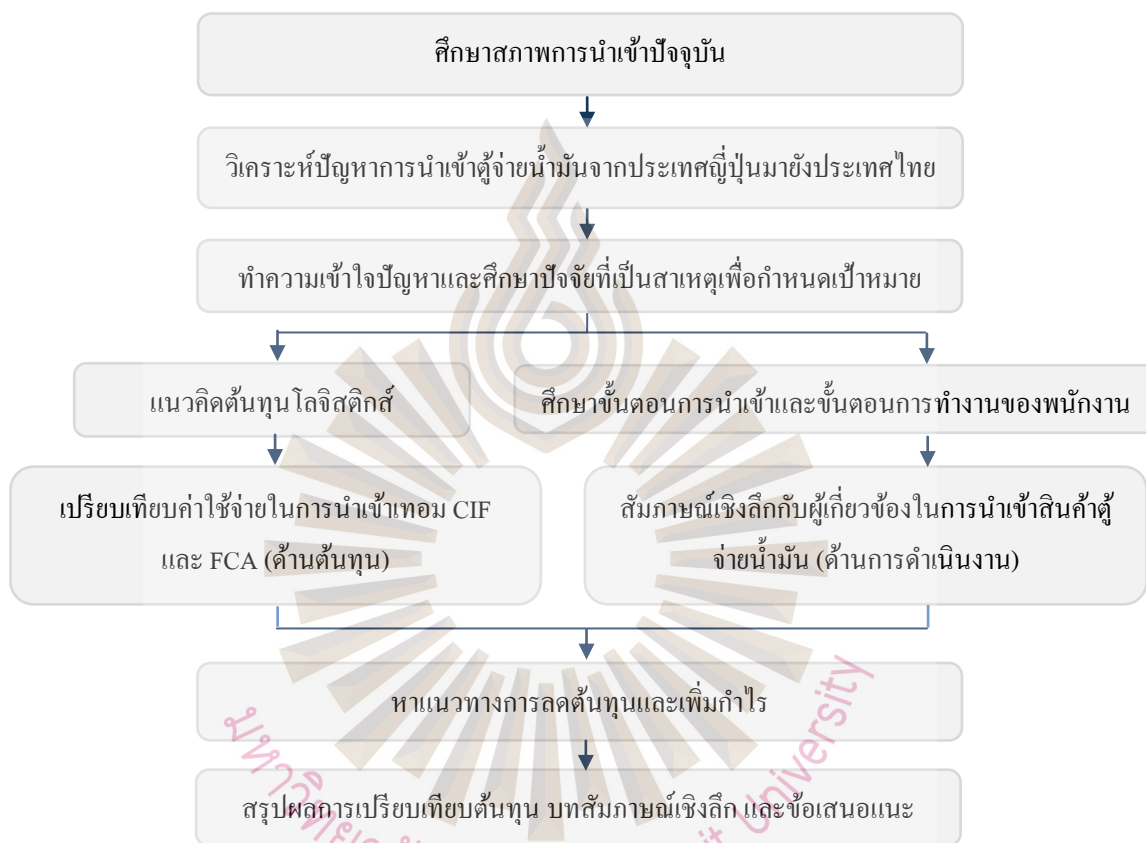 ศึกษาสภาพการนำเข้าปัจจุบัน
วิเคราะห์ปัญหาการนำเข้าตู้จ่ายน้ำมันจากประเทศญี่ปุ่นมายังประเทศไทย
ทำความเข้าใจปัญหาและศึกษาปัจจัยที่เป็นสาเหตุเพื่อกำหนดเป้าหมาย
แนวคิดต้นทุนโลจิสติกส์
ศึกษาขั้นตอนการนำเข้าและขั้นตอนการทำงานของพนักงาน
เปรียบเทียบค่าใช้จ่ายในการนำเข้าเทอม CIF
และ FCA (ด้านต้นทุน)
สัมภาษณ์เชิงลึกกับผู้เกี่ยวข้องในการนำเข้าสินค้าตู้
จ่ายน้ำมัน (ด้านการดำเนินงาน)
หาแนวทางการลดต้นทุนและเพิ่มกำไร
สรุปผลการเปรียบเทียบต้นทุน บทสัมภาษณ์เชิงลึก และข้อเสนอแนะ
University